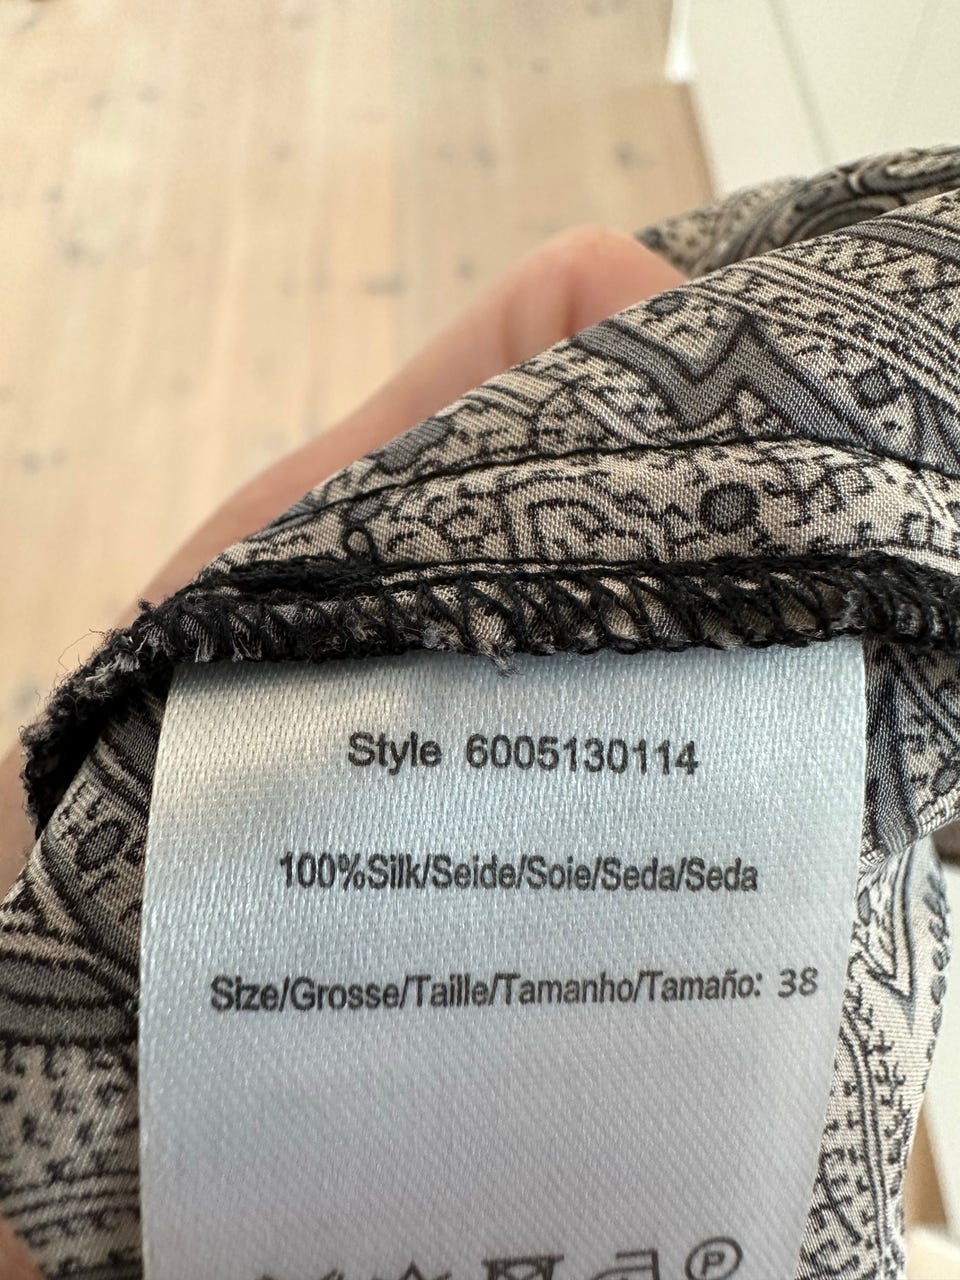 Style 6005130114
100%Silk/Seide/Soie/Seda/Seda
Size/Grosse/Taille/Tamanho/Tamaño: 38
P